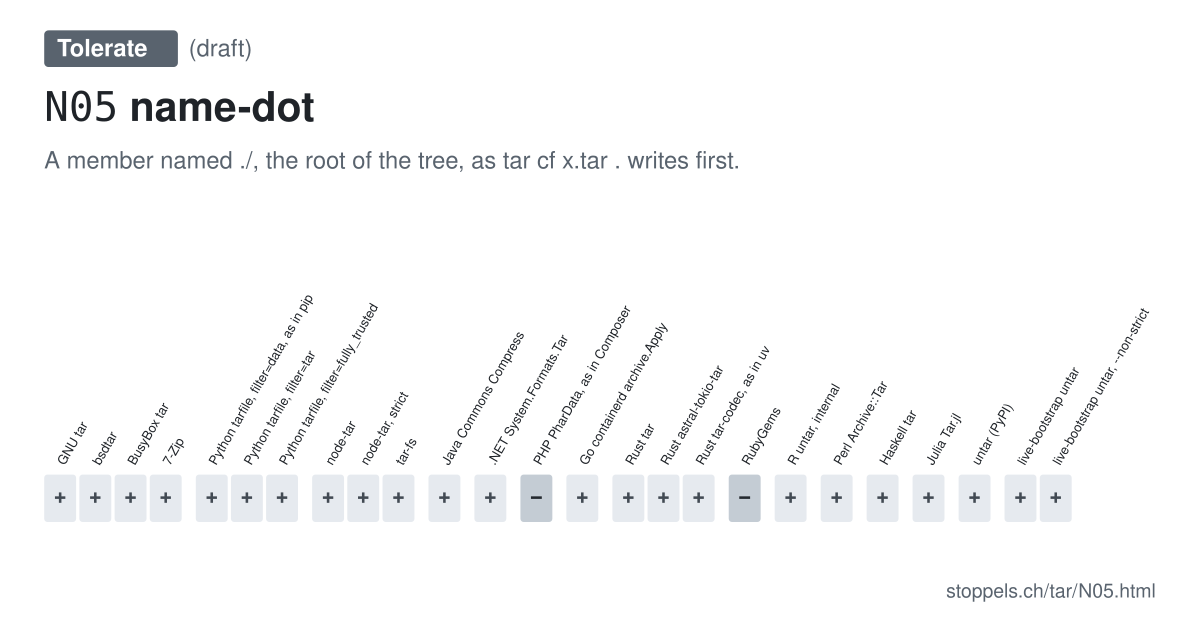 Tolerate (draft)
N05 name-dot
A member named ./, the root of the tree, as tar cf x.tar . writes first.
GNU tar
bsdtar
BusyBox tar
7-Zip
Python tarfile, filter=data, as in pip
Python tarfile, filter=tar
Python tarfile, filter=fully_trusted
node-tar
node-tar, strict
tar-fs
Java Commons Compress
.NET System.Formats.Tar
PHP PharData, as in Composer
Go containerd archive.Apply
Rust tar
Rust astral-tokio-tar
Rust tar-codec, as in uv
RubyGems
R untar, internal
Perl Archive::Tar
Haskell tar
Julia Tar.jl
untar (PyPI)
live-bootstrap untar
live-bootstrap untar, --non-strict
+ + + + + + + + + + + + − + + + + − + + + + + + +
stoppels.ch/tar/N05.html